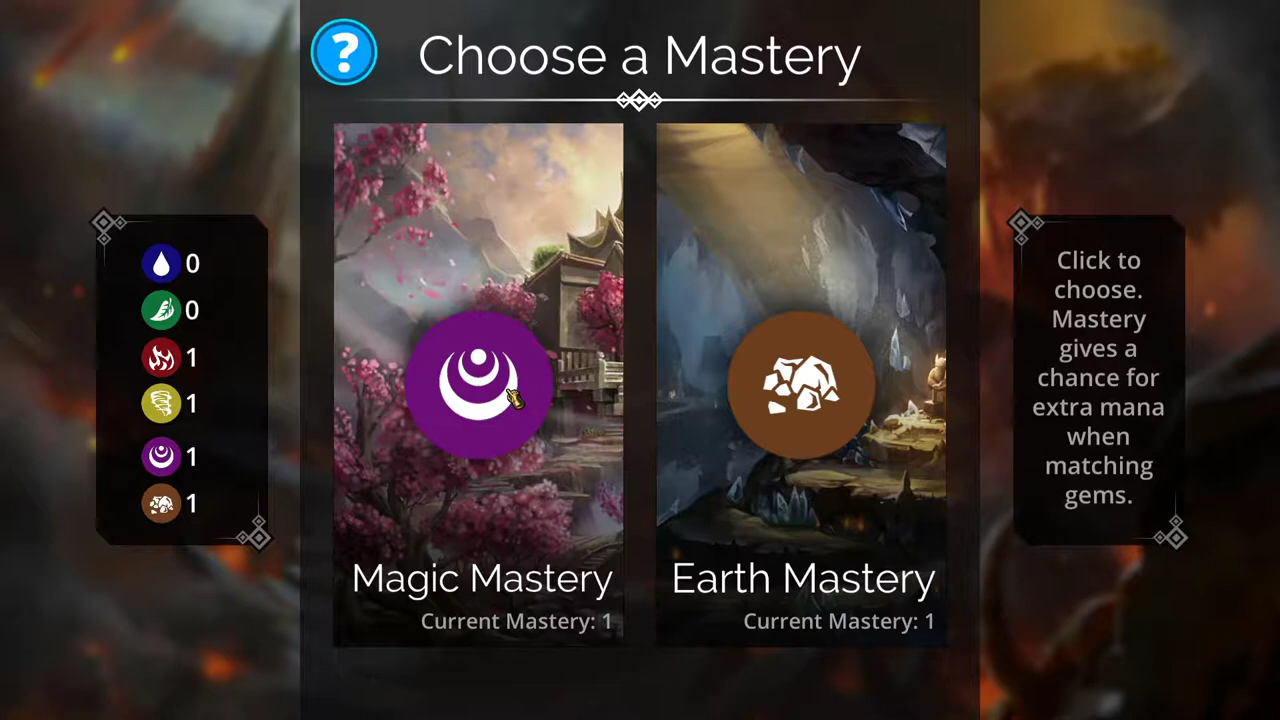 ?
Choose a Mastery
0
0
1
1
1
1
Magic Mastery
Current Mastery: 1
Earth Mastery
Current Mastery: 1
Click to
choose.
Mastery
gives a
chance for
extra mana
when
matching
gems.